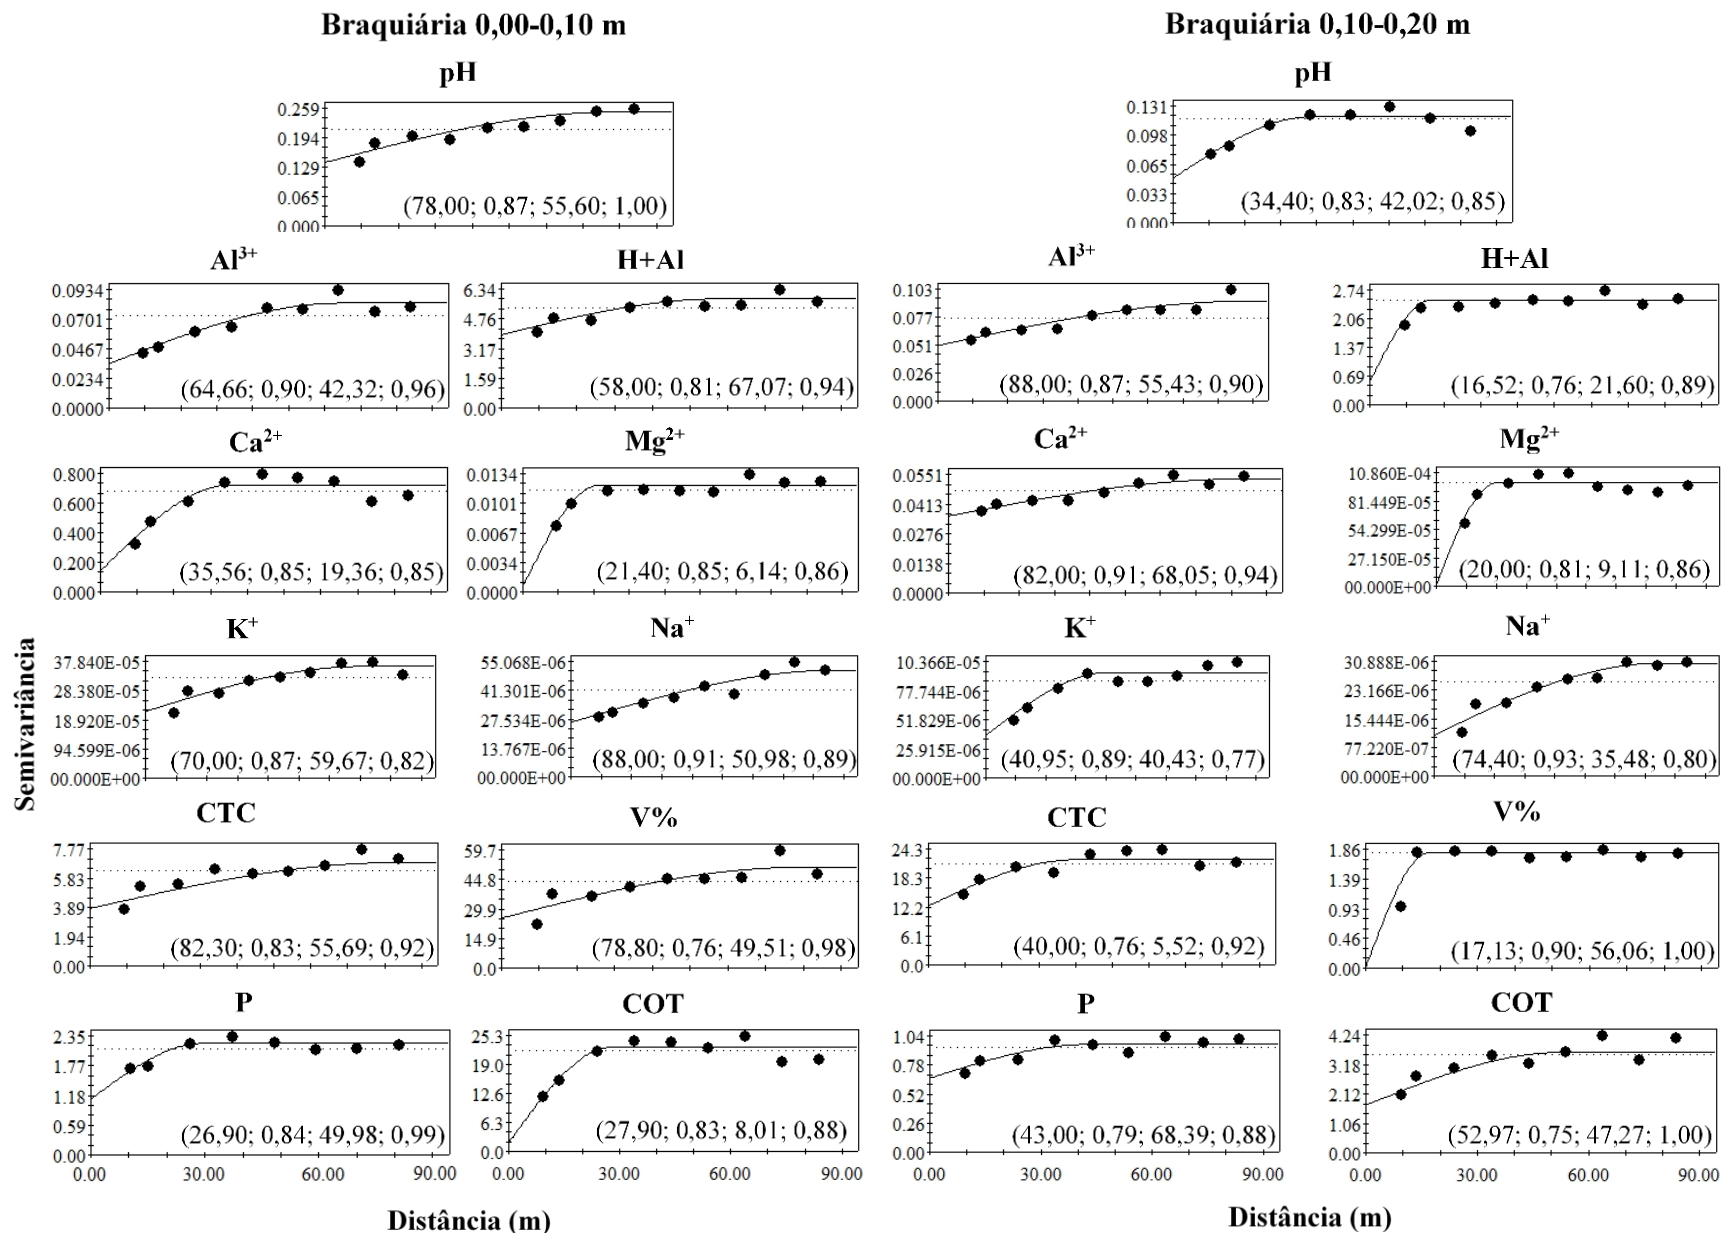 Braquiária 0,00-0,10 m
Braquiária 0,10-0,20 m
pH
0.259
0.194
0.129
0.065
0.000
(78,00; 0,87; 55,60; 1,00)
pH
0.131
0.098
0.065
0.033
0.000
(34,40; 0,83; 42,02; 0,85)
Al3+
0.0934
0.0701
0.0467
0.0234
0.0000
(64,66; 0,90; 42,32; 0,96)
H+Al
6.34
4.76
3.17
1.59
0.00
(58,00; 0,81; 67,07; 0,94)
Al3+
0.103
0.077
0.051
0.026
0.000
(88,00; 0,87; 55,43; 0,90)
H+Al
2.74
2.06
1.37
0.69
0.00
(16,52; 0,76; 21,60; 0,89)
Ca2+
0.800
0.600
0.400
0.200
0.000
(35,56; 0,85; 19,36; 0,85)
Mg2+
0.0134
0.0101
0.0067
0.0034
0.0000
(21,40; 0,85; 6,14; 0,86)
Ca2+
0.0551
0.0413
0.0276
0.0138
0.0000
(82,00; 0,91; 68,05; 0,94)
Mg2+
10.860E-04
81.449E-05
54.299E-05
27.150E-05
00.000E+00
(20,00; 0,81; 9,11; 0,86)
K+
37.840E-05
28.380E-05
18.920E-05
94.599E-06
00.000E+00
(70,00; 0,87; 59,67; 0,82)
Na+
55.068E-06
41.301E-06
27.534E-06
13.767E-06
00.000E+00
(88,00; 0,91; 50,98; 0,89)
K+
10.366E-05
77.744E-06
51.829E-06
25.915E-06
00.000E+00
(40,95; 0,89; 40,43; 0,77)
Na+
30.888E-06
23.166E-06
15.444E-06
77.220E-07
00.000E+00
(74,40; 0,93; 35,48; 0,80)
Semivariância
CTC
7.77
5.83
3.89
1.94
0.00
(82,30; 0,83; 55,69; 0,92)
V%
59.7
44.8
29.9
14.9
0.0
(78,80; 0,76; 49,51; 0,98)
CTC
24.3
18.3
12.2
6.1
0.0
(40,00; 0,76; 5,52; 0,92)
V%
1.86
1.39
0.93
0.46
0.00
(17,13; 0,90; 56,06; 1,00)
P
2.35
1.77
1.18
0.59
0.00
(26,90; 0,84; 49,98; 0,99)
0.00 30.00 60.00 90.00
COT
25.3
19.0
12.6
6.3
0.0
(27,90; 0,83; 8,01; 0,88)
0.00 30.00 60.00 90.00
P
1.04
0.78
0.52
0.26
0.00
(43,00; 0,79; 68,39; 0,88)
0.00 30.00 60.00 90.00
COT
4.24
3.18
2.12
1.06
0.00
(52,97; 0,75; 47,27; 1,00)
0.00 30.00 60.00 90.00
Distância (m)
Distância (m)